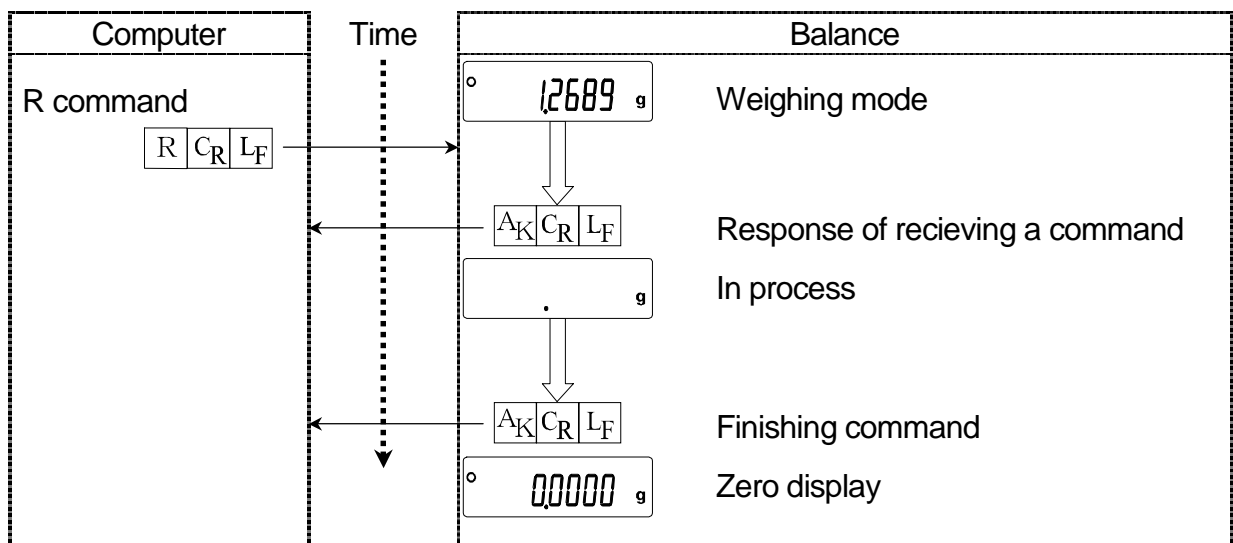 Computer Time Balance
1.2689 g Weighing mode
R command
R CR LF
AK CR LF Response of recieving a command
. g In process
AK CR LF Finishing command
0.0000 g Zero display